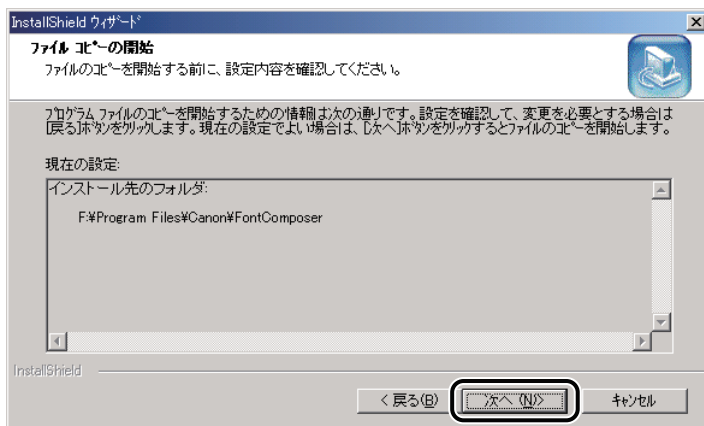 InstallShield ウィザード
ファイル コピーの開始
ファイルのコピーを開始する前に、設定内容を確認してください。
プログラム ファイルのコピーを開始するための情報は次の通りです。設定を確認して、変更を必要とする場合は
[戻る]ボタンをクリックします。現在の設定でよい場合は、[次へ]ボタンをクリックするとファイルのコピーを開始します。
現在の設定:
インストール先のフォルダ:
F:¥Program Files¥Canon¥FontComposer
InstallShield
< 戻る(B)
次へ (N)>
キャンセル